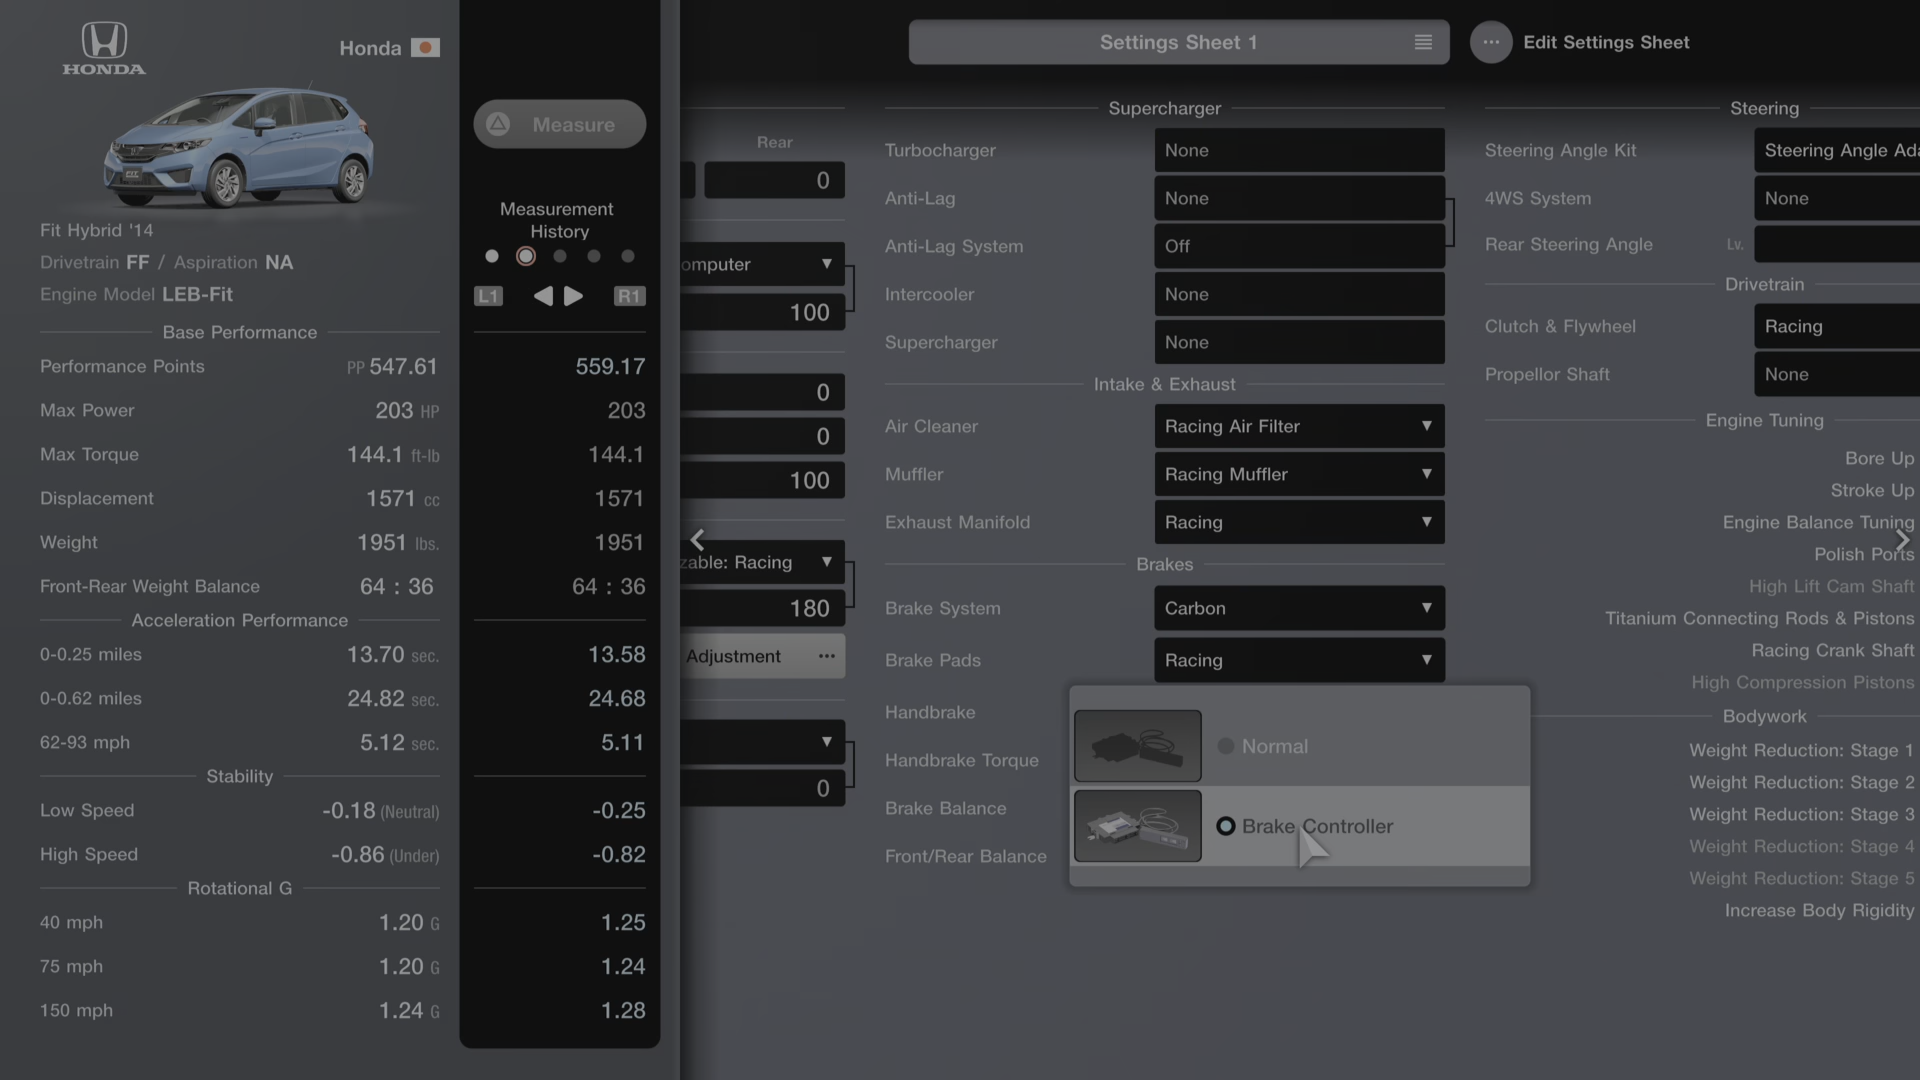 HONDA
Honda
Fit Hybrid '14
Drivetrain FF / Aspiration NA
Engine Model LEB-Fit
Base Performance
Performance Points PP 547.61
Max Power 203 HP
Max Torque 144.1 ft-lb
Displacement 1571 cc
Weight 1951 lbs.
Front-Rear Weight Balance 64 : 36
Acceleration Performance
0-0.25 miles 13.70 sec.
0-0.62 miles 24.82 sec.
62-93 mph 5.12 sec.
Stability
Low Speed -0.18 (Neutral)
High Speed -0.86 (Under)
Rotational G
40 mph 1.20 G
75 mph 1.20 G
150 mph 1.24 G
Measure
Measurement
History
L1 R1
559.17
203
144.1
1571
1951
64 : 36
13.58
24.68
5.11
-0.25
-0.82
1.25
1.24
1.28
Settings Sheet 1
Edit Settings Sheet
Rear
0
omputer
100
0
0
100
zable: Racing
180
Adjustment
0
Supercharger
Turbocharger None
Anti-Lag None
Anti-Lag System Off
Intercooler None
Supercharger None
Intake & Exhaust
Air Cleaner Racing Air Filter
Muffler Racing Muffler
Exhaust Manifold Racing
Brakes
Brake System Carbon
Brake Pads Racing
Handbrake
Handbrake Torque
Brake Balance
Front/Rear Balance
Normal
Brake Controller
Steering
Steering Angle Kit Steering Angle Ada
4WS System None
Rear Steering Angle Lv.
Drivetrain
Clutch & Flywheel Racing
Propellor Shaft None
Engine Tuning
Bore Up
Stroke Up
Engine Balance Tuning
Polish Ports
High Lift Cam Shaft
Titanium Connecting Rods & Pistons
Racing Crank Shaft
High Compression Pistons
Bodywork
Weight Reduction: Stage 1
Weight Reduction: Stage 2
Weight Reduction: Stage 3
Weight Reduction: Stage 4
Weight Reduction: Stage 5
Increase Body Rigidity